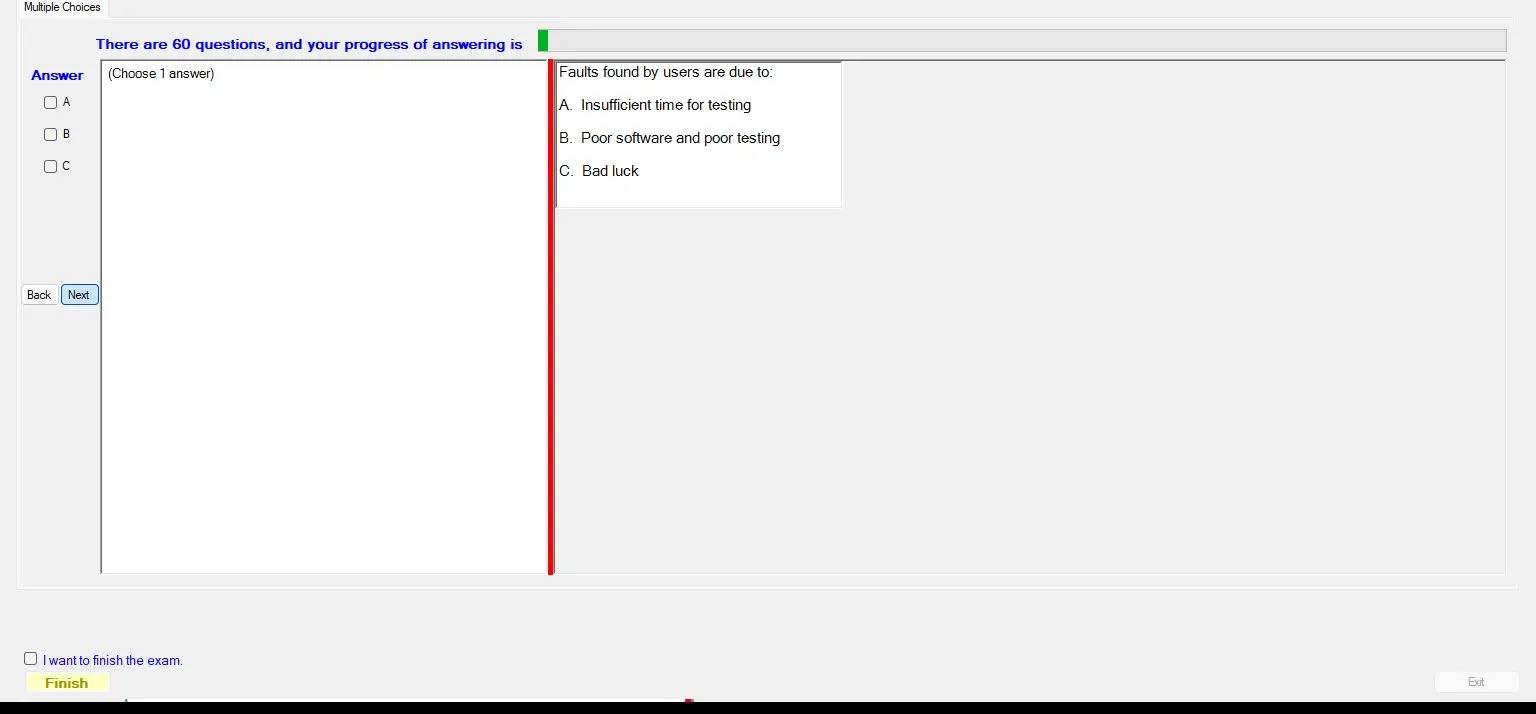 Multiple Choices
There are 60 questions, and your progress of answering is
Answer
A
B
C
Back Next
(Choose 1 answer)
Faults found by users are due to:
A. Insufficient time for testing
B. Poor software and poor testing
C. Bad luck
I want to finish the exam.
Finish
Exit